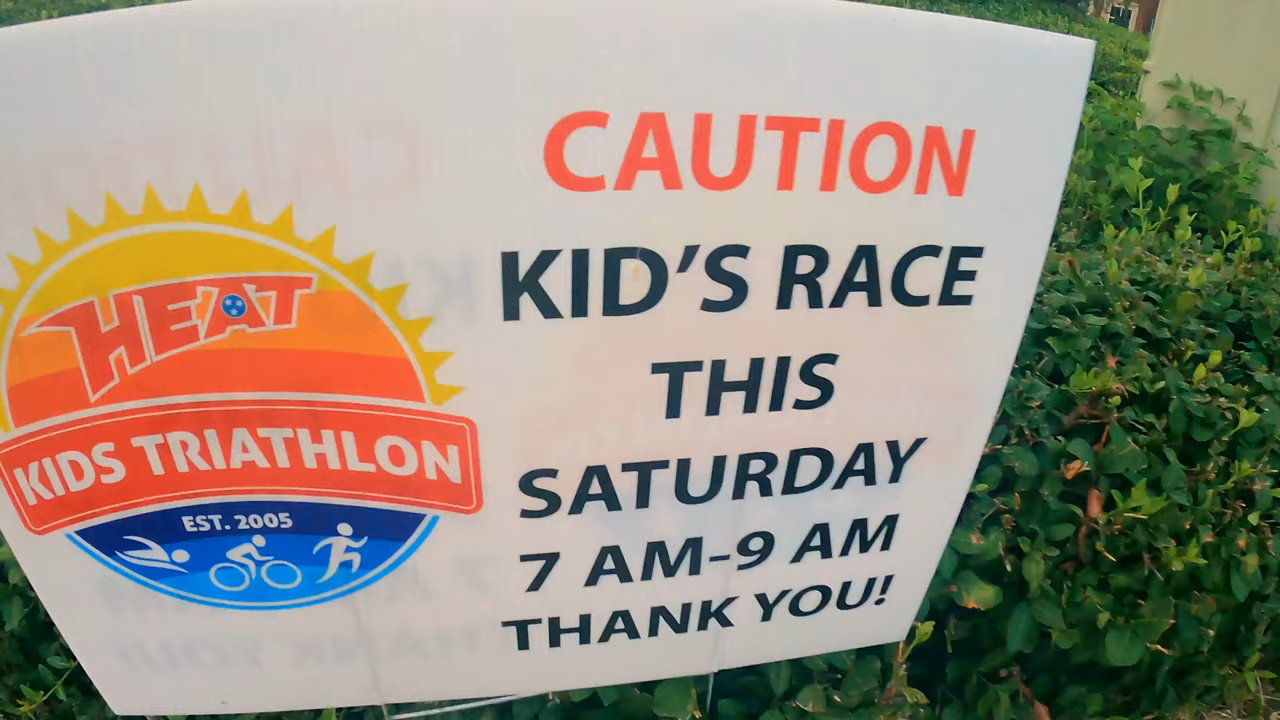 HEAT
KIDS TRIATHLON
EST. 2005
CAUTION
KID'S RACE
THIS
SATURDAY
7 AM-9 AM
THANK YOU!